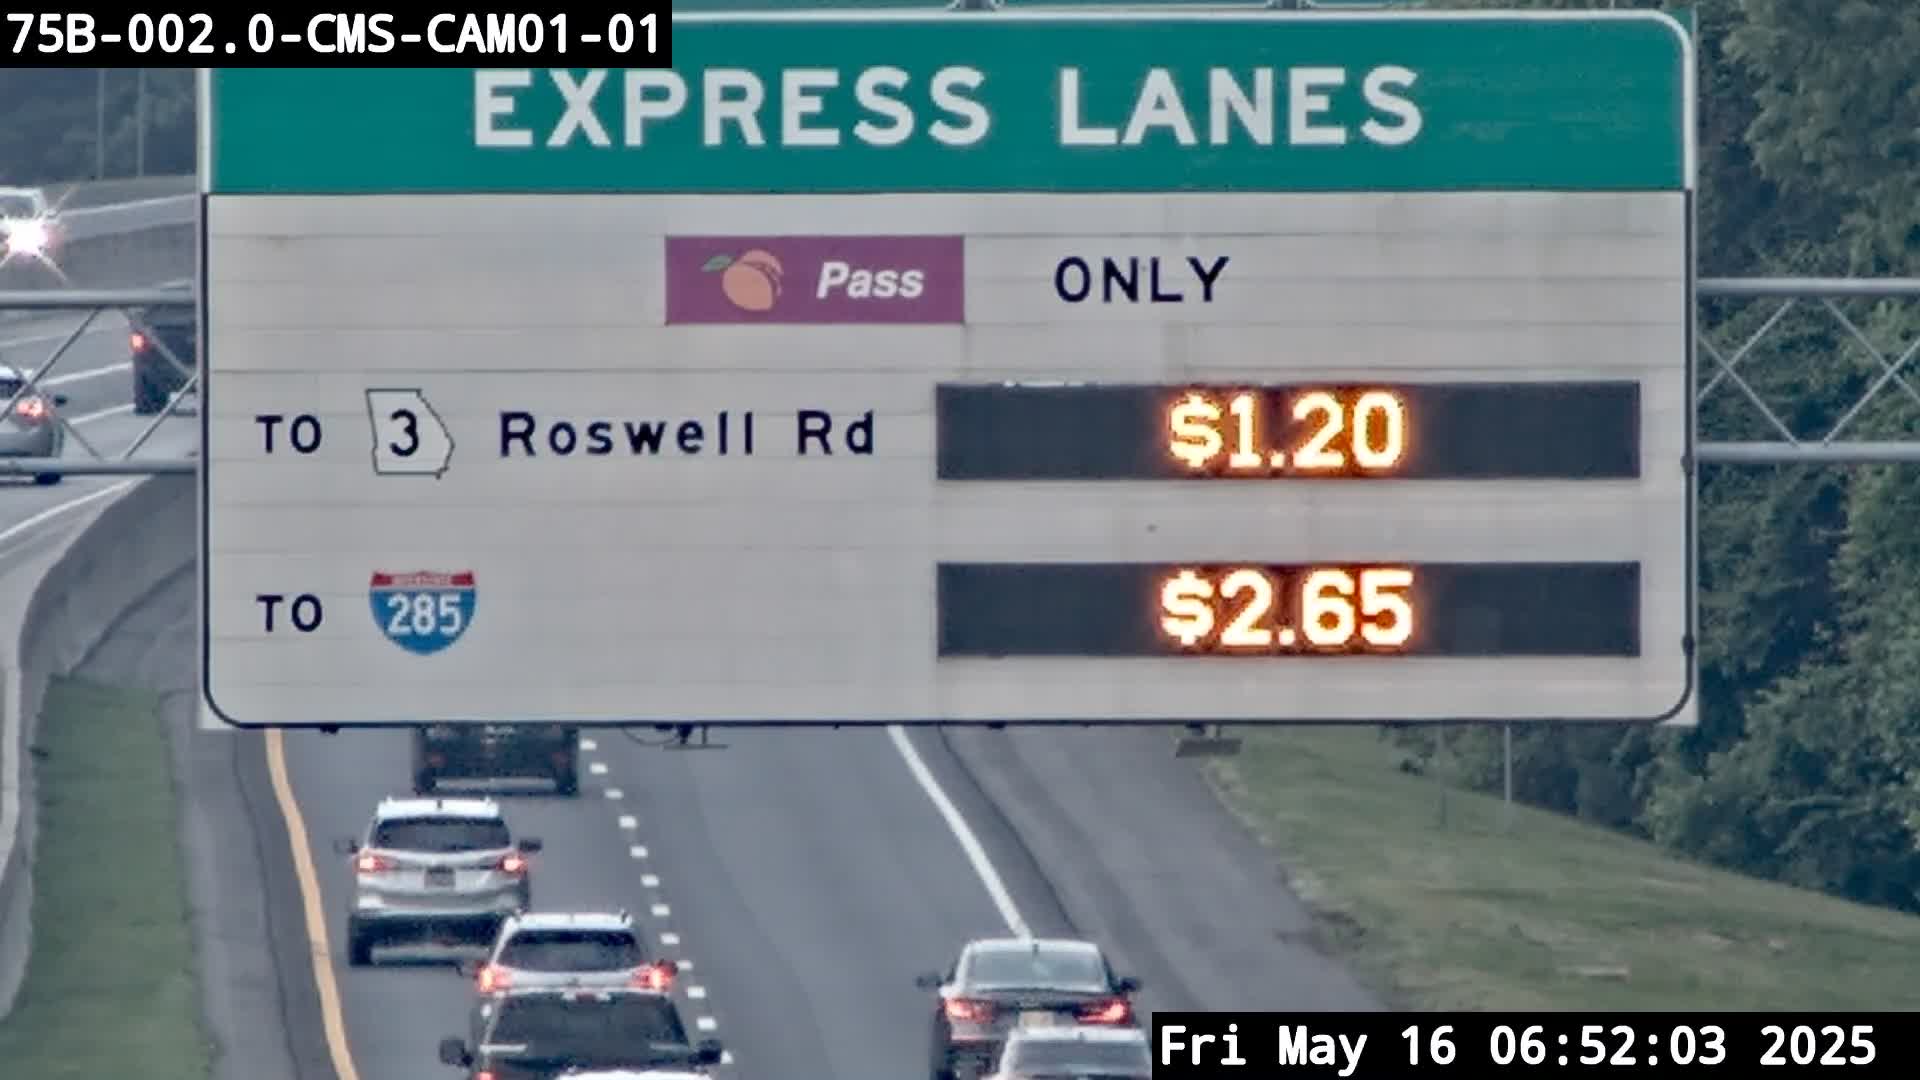 75B-002.0-CMS-CAM01-01
EXPRESS LANES
Pass ONLY
TO 3 Roswell Rd $1.20
TO INTERSTATE 285 $2.65
Fri May 16 06:52:03 2025